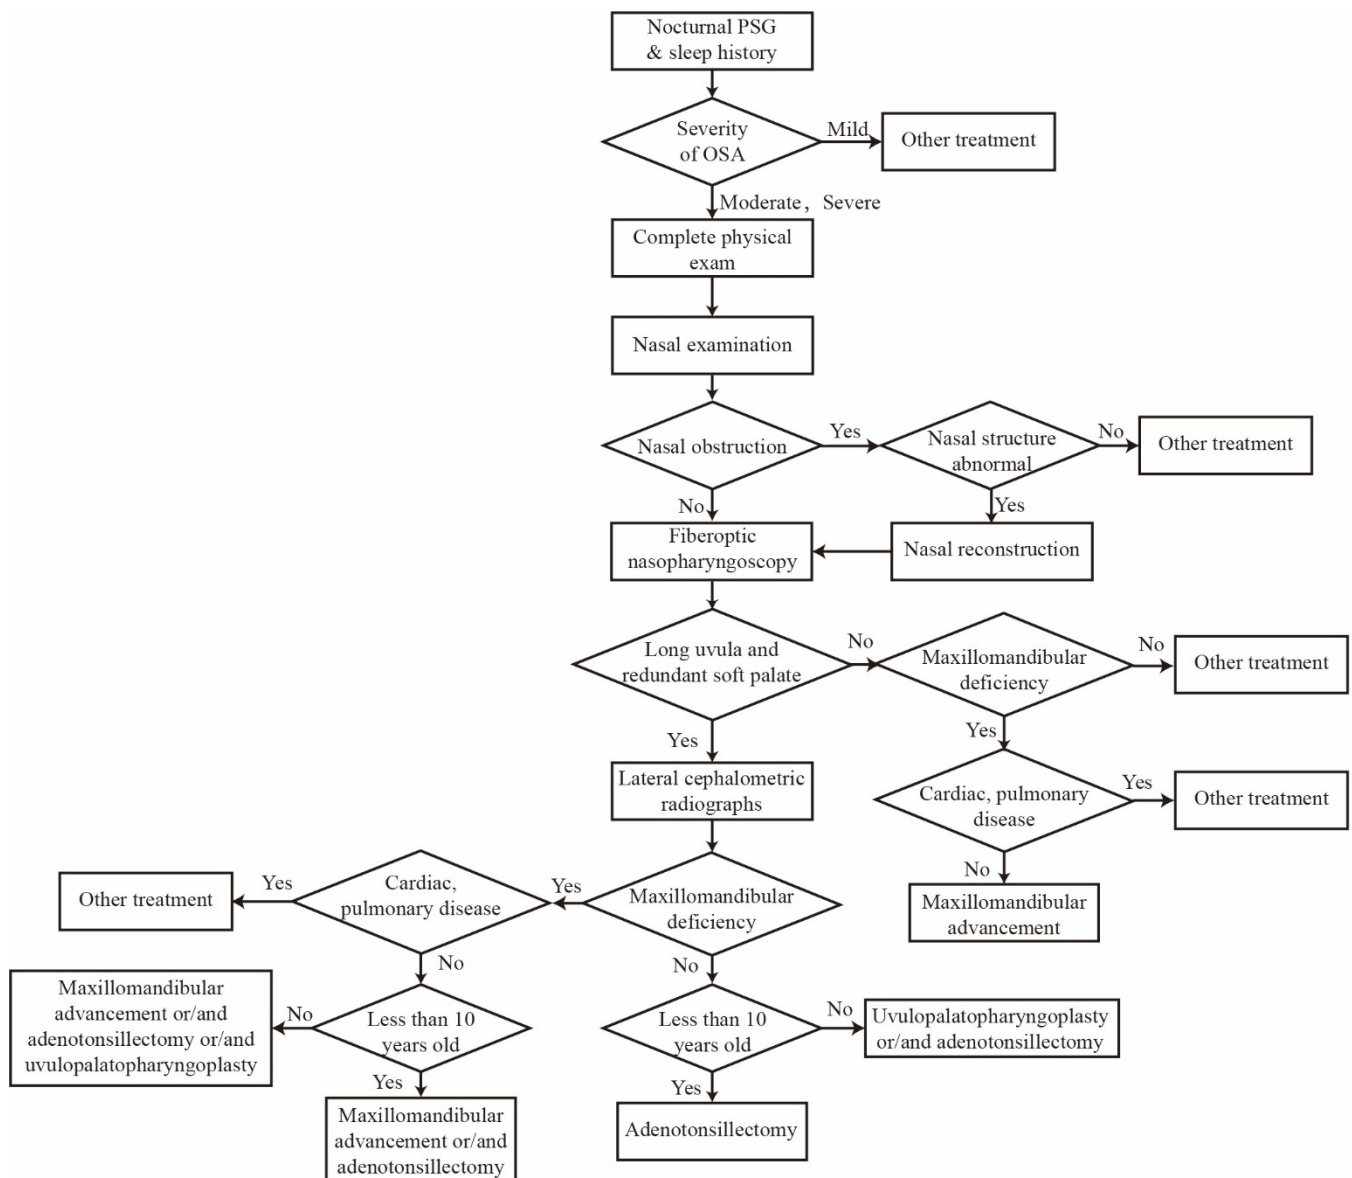 Nocturnal PSG
& sleep history
Severity
of OSA
Mild
Other treatment
Moderate, Severe
Complete physical
exam
Nasal examination
Nasal obstruction
Yes
Nasal structure
abnormal
No
Other treatment
No
Yes
Fiberoptic
nasopharyngoscopy
Nasal reconstruction
Long uvula and
redundant soft palate
No
Maxillomandibular
deficiency
No
Other treatment
Yes
Yes
Lateral cephalometric
radiographs
Cardiac, pulmonary
disease
Yes
Other treatment
No
Maxillomandibular
advancement
Other treatment
Yes
Cardiac,
pulmonary disease
Yes
Maxillomandibular
deficiency
No
No
Maxillomandibular
advancement or/and
adenotonsillectomy or/and
uvulopalatopharyngoplasty
No
Less than 10
years old
Less than 10
years old
No
Uvulopalatopharyngoplasty
or/and adenotonsillectomy
Yes
Yes
Maxillomandibular
advancement or/and
adenotonsillectomy
Adenotonsillectomy